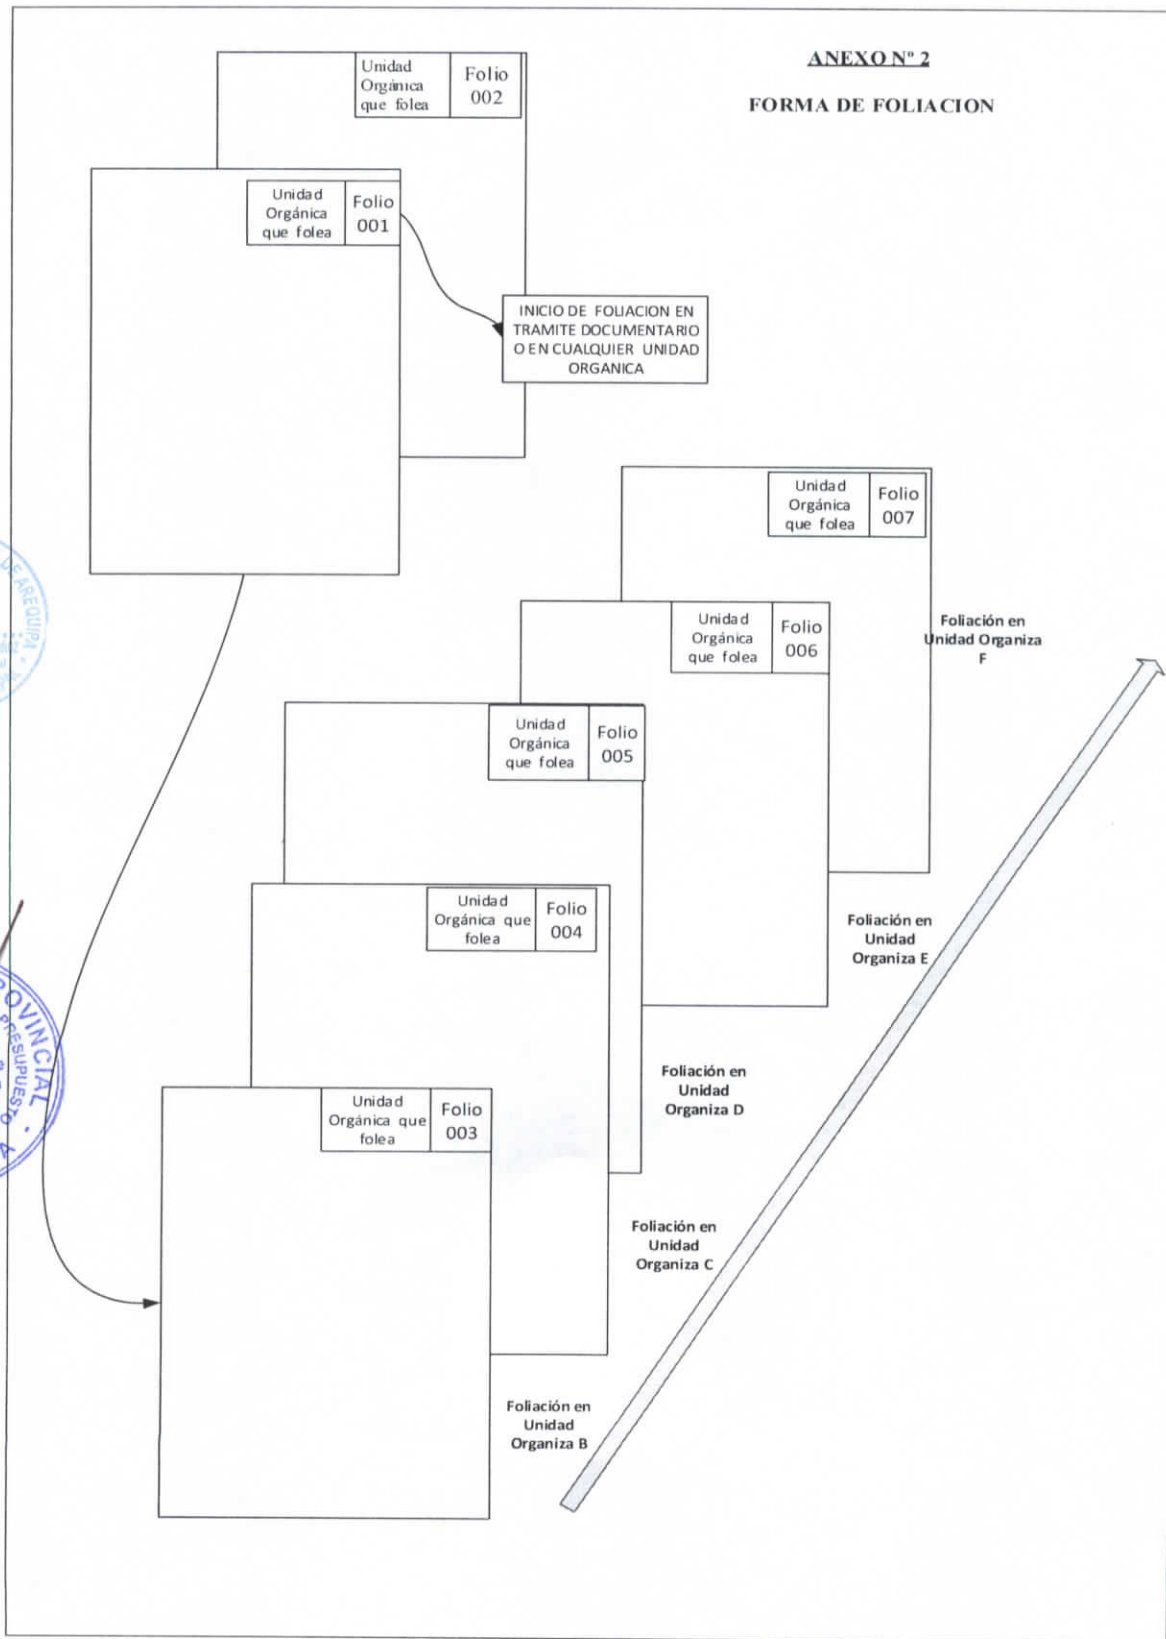 ANEXO Nº 2
FORMA DE FOLIACION
Unidad
Orgánica
que folea
Folio
002
Unidad
Orgánica
que folea
Folio
001
INICIO DE FOLIACION EN
TRAMITE DOCUMENTARIO
O EN CUALQUIER UNIDAD
ORGANICA
Unidad
Orgánica
que folea
Folio
007
Unidad
Orgánica
que folea
Folio
006
Foliación en
Unidad Organiza
F
Unidad
Orgánica
que folea
Folio
005
Unidad
Orgánica que
folea
Folio
004
Foliación en
Unidad
Organiza E
Foliación en
Unidad
Organiza D
Unidad
Orgánica que
folea
Folio
003
Foliación en
Unidad
Organiza C
Foliación en
Unidad
Organiza B
DE AREQUIPA
PROVINCIAL